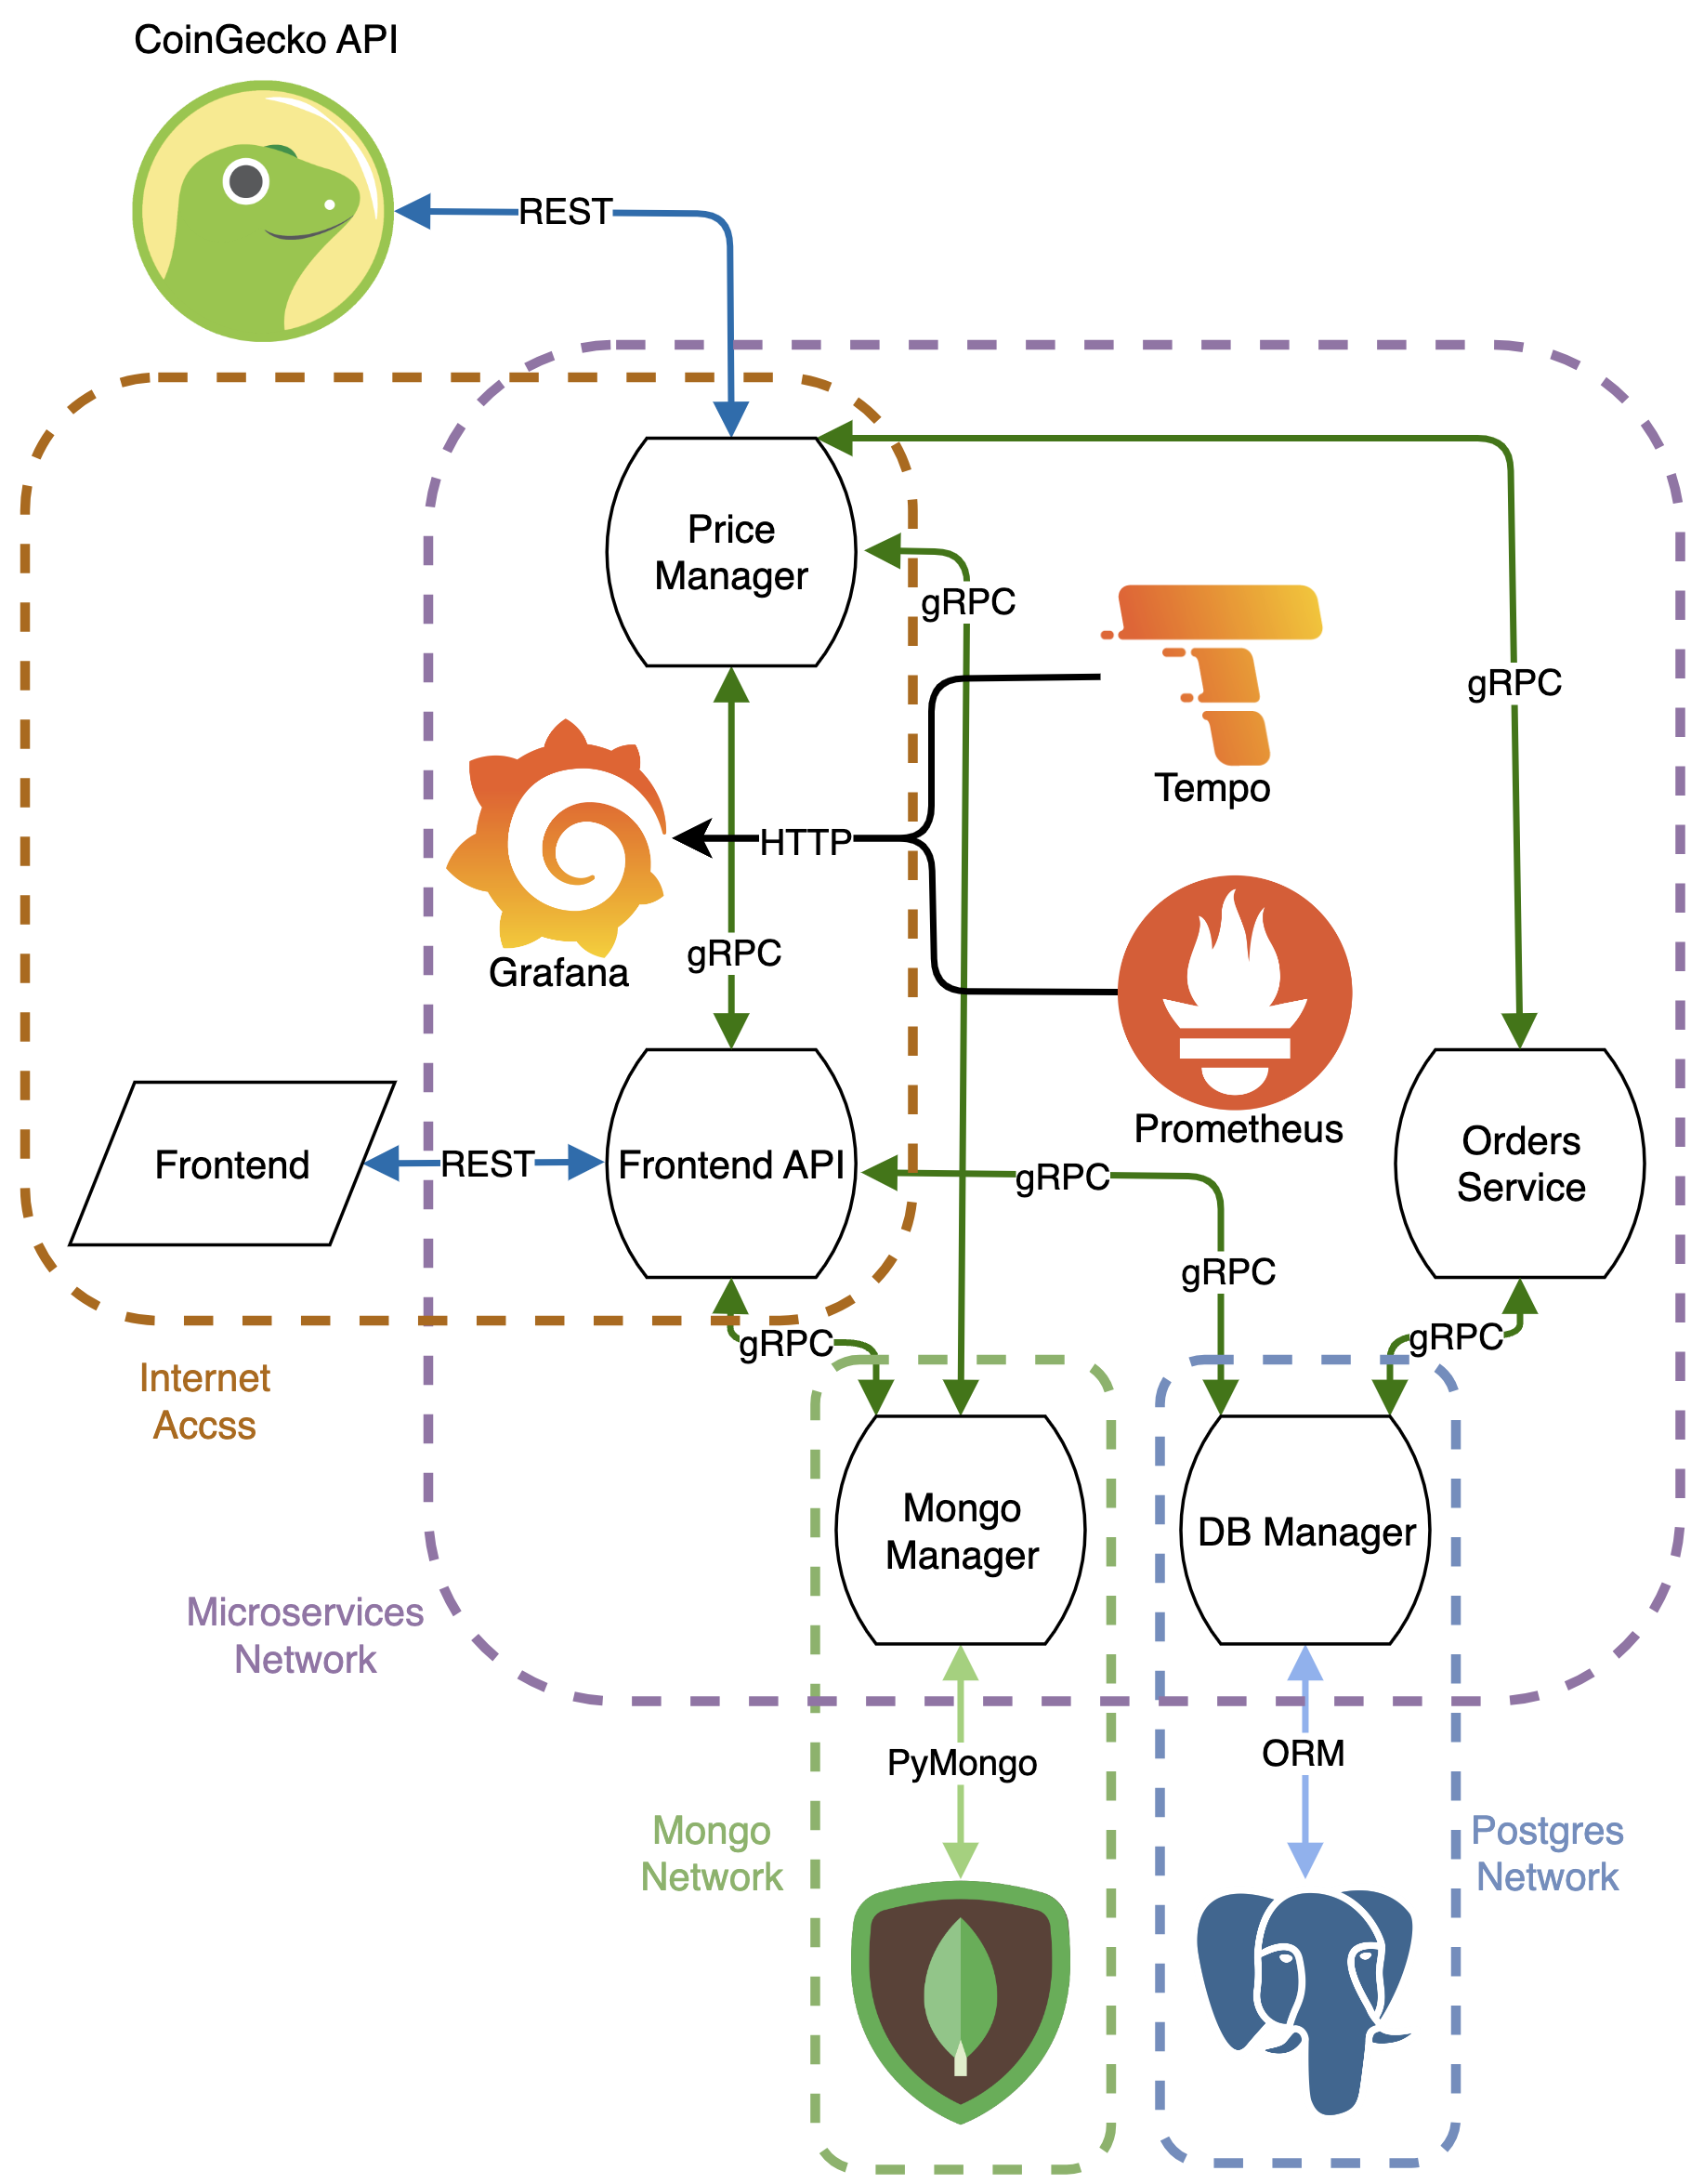 CoinGecko API
REST
Price
Manager
gRPC
gRPC
Tempo
HTTP
gRPC
Grafana
Prometheus
Frontend
REST
Frontend API
gRPC
Orders
Service
gRPC
gRPC
gRPC
Internet
Accss
Mongo
Manager
DB Manager
Microservices
Network
PyMongo
ORM
Mongo
Network
Postgres
Network